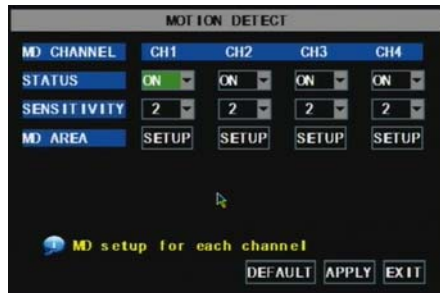 MOTION DETECT
MD CHANNEL CH1 CH2 CH3 CH4
STATUS ON ON ON ON
SENSITIVITY 2 2 2 2
MD AREA SETUP SETUP SETUP SETUP
MD setup for each channel
DEFAULT APPLY EXIT